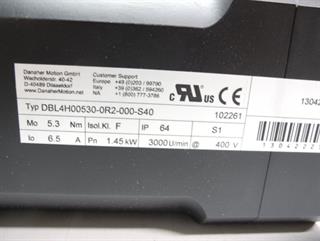 Danaher Motion GmbH
Wacholderstr. 40-42
D-40489 Düsseldorf
www.DanaherMotion.net
Customer Support
Europe +49 (0)203 / 99790
Italy +39 (0)362 / 594260
N.A. +1 (800) 777-3786
c RU us CE
Typ DBL4H00530-0R2-000-S40
102261
Mo 5.3 Nm Isol.Kl. F IP 64 S1
Io 6.5 A Pn 1.45 kW 3000 U/min @ 400 V